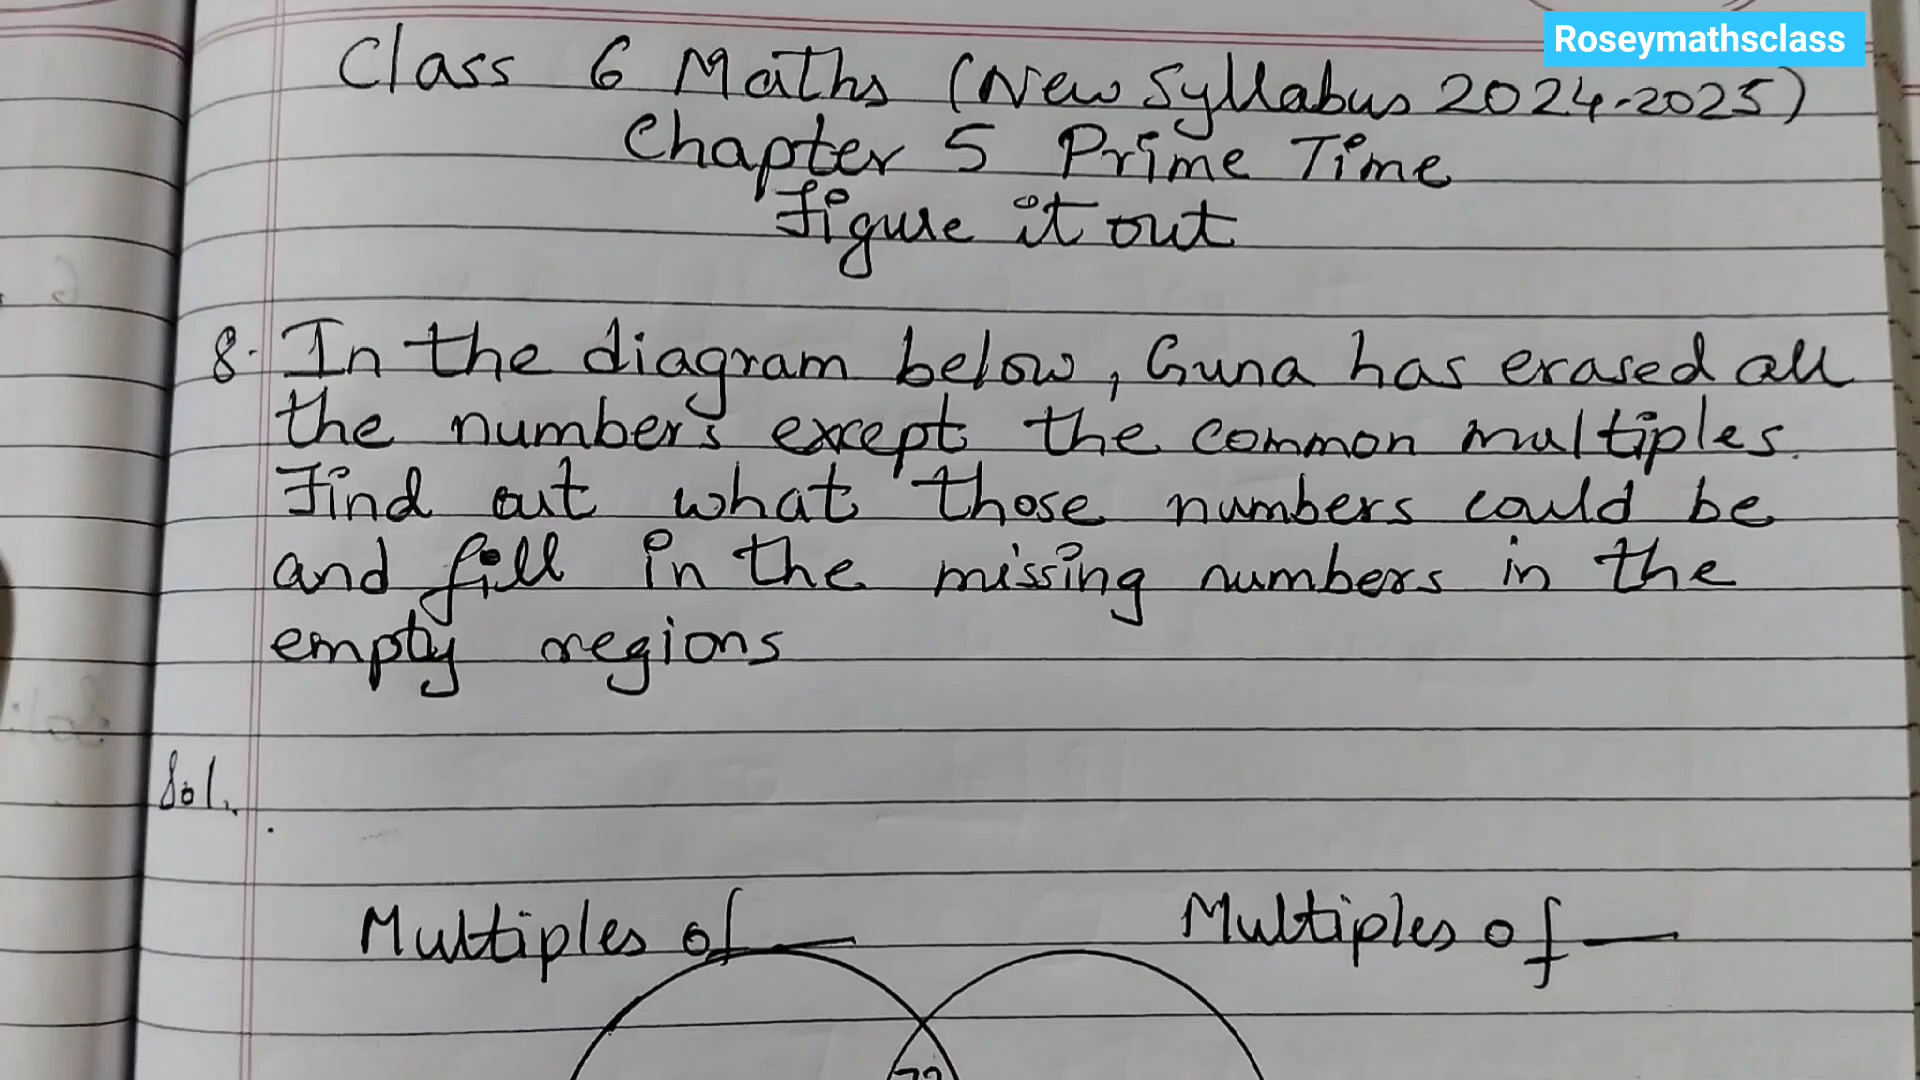 Roseymathsclass
Class 6 Maths (New Syllabus 2024-2025)
Chapter 5 Prime Time
Figure it out
8. In the diagram below, Guna has erased all
the numbers except the common multiples.
Find out what those numbers could be
and fill in the missing numbers in the
empty regions
Sol.
Multiples of —
Multiples of —